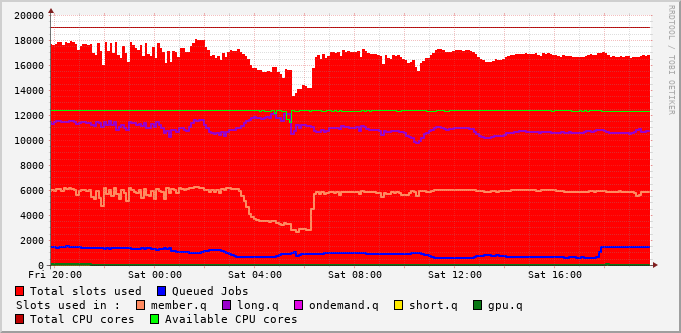 20000
18000
16000
14000
12000
10000
8000
6000
4000
2000
0
Fri 20:00 Sat 00:00 Sat 04:00 Sat 08:00 Sat 12:00 Sat 16:00
Total slots used Queued Jobs
Slots used in : member.q long.q ondemand.q short.q gpu.q
Total CPU cores Available CPU cores
RRDTOOL / TOBI OETIKER